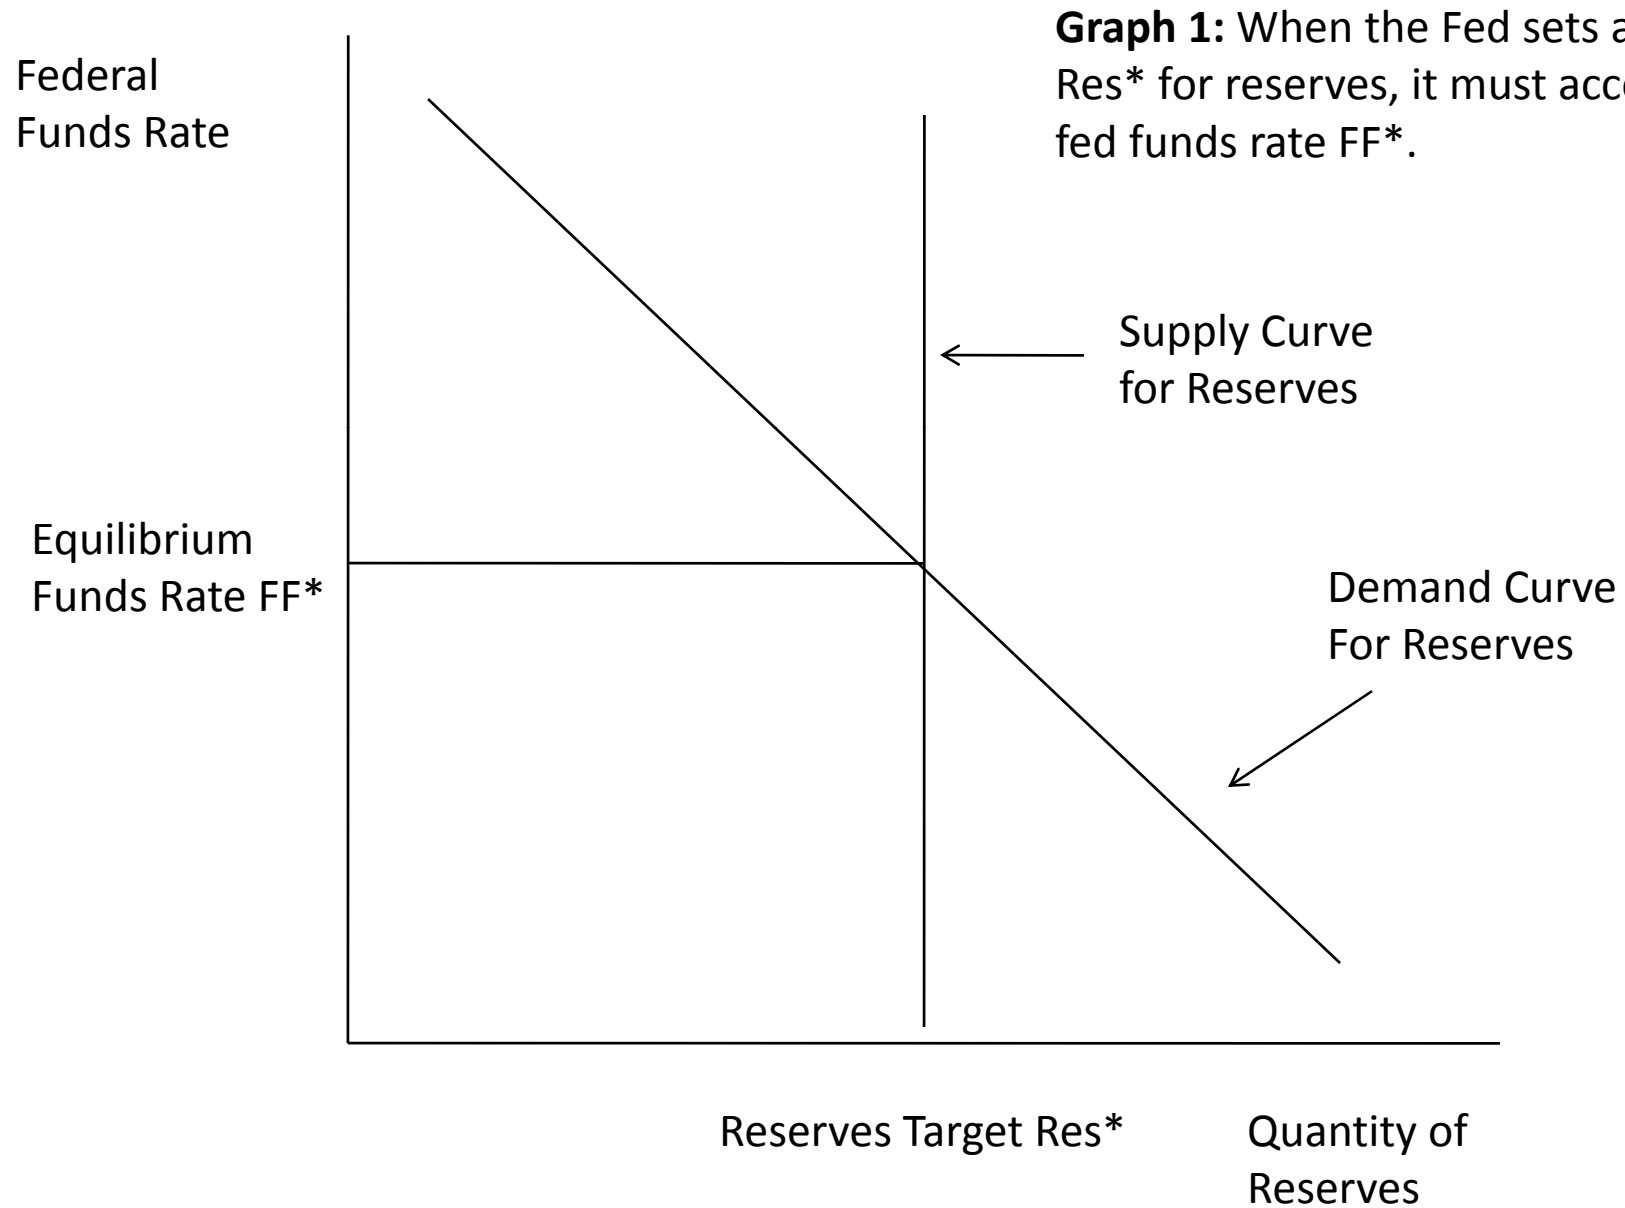 Graph 1: When the Fed sets a
Res* for reserves, it must acc
fed funds rate FF*.
Federal
Funds Rate
Supply Curve
for Reserves
Equilibrium
Funds Rate FF*
Demand Curve
For Reserves
Reserves Target Res*
Quantity of
Reserves